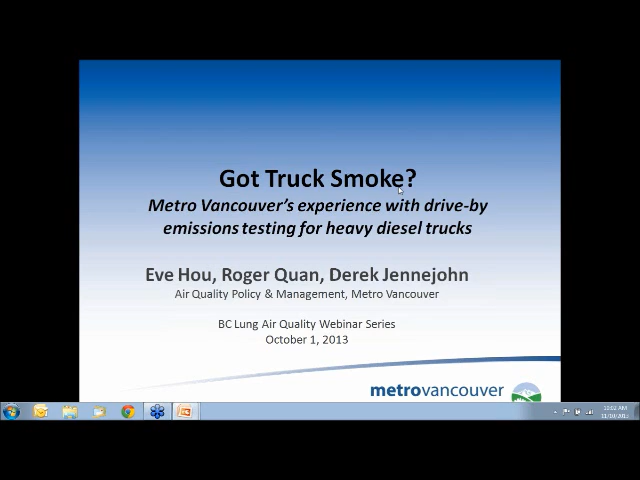 Got Truck Smoke?
Metro Vancouver's experience with drive-by
emissions testing for heavy diesel trucks
Eve Hou, Roger Quan, Derek Jennejohn
Air Quality Policy & Management, Metro Vancouver
BC Lung Air Quality Webinar Series
October 1, 2013
metrovancouver